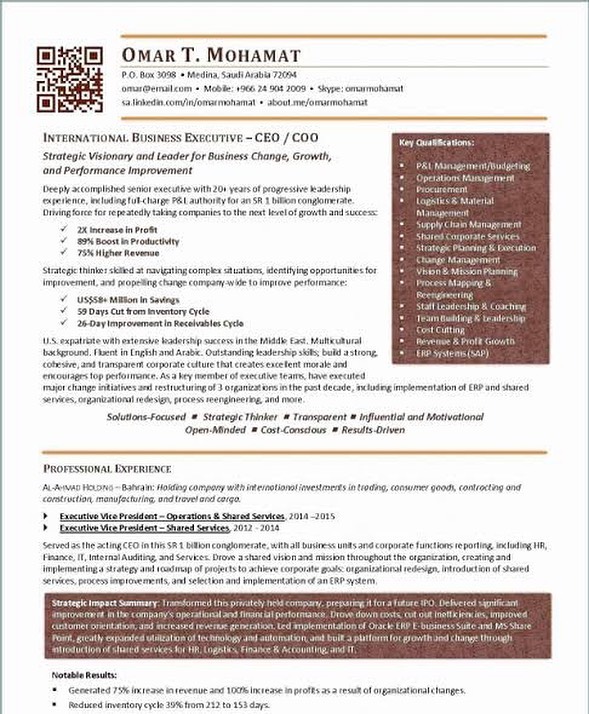 OMAR T. MOHAMAT
P.O. Box 3098 • Medina, Saudi Arabia 72094
omar@email.com • Mobile: +966 24 904 2009 • Skype: omarmohamat
sa.linkedin.com/in/omarmohamat • about.me/omarmohamat
INTERNATIONAL BUSINESS EXECUTIVE – CEO / COO
Strategic Visionary and Leader for Business Change, Growth,
and Performance Improvement
Deeply accomplished senior executive with 20+ years of progressive leadership
experience, including full-charge P&L authority for an SR 1 billion conglomerate.
Driving force for repeatedly taking companies to the next level of growth and success:
✓ 2X Increase in Profit
✓ 89% Boost in Productivity
✓ 75% Higher Revenue
Strategic thinker skilled at navigating complex situations, identifying opportunities for
improvement, and propelling change company-wide to improve performance:
✓ US$58+ Million in Savings
✓ 59 Days Cut from Inventory Cycle
✓ 26-Day Improvement in Receivables Cycle
U.S. expatriate with extensive leadership success in the Middle East. Multicultural
background. Fluent in English and Arabic. Outstanding leadership skills; build a strong,
cohesive, and transparent corporate culture that creates excellent morale and
encourages top performance. As a key member of executive teams, have executed
major change initiatives and restructuring of 3 organizations in the past decade, including implementation of ERP and shared
services, organizational redesign, process reengineering, and more.
Key Qualifications:
▪ P&L Management/Budgeting
▪ Operations Management
▪ Procurement
▪ Logistics & Material
Management
▪ Supply Chain Management
▪ Shared Corporate Services
▪ Strategic Planning & Execution
▪ Change Management
▪ Vision & Mission Planning
▪ Process Mapping &
Reengineering
▪ Staff Leadership & Coaching
▪ Team Building & Leadership
▪ Cost Cutting
▪ Revenue & Profit Growth
▪ ERP Systems (SAP)
Solutions-Focused ▪ Strategic Thinker ▪ Transparent ▪ Influential and Motivational
Open-Minded ▪ Cost-Conscious ▪ Results-Driven
PROFESSIONAL EXPERIENCE
AL-AHMAD HOLDING – Bahrain: Holding company with international investments in trading, consumer goods, contracting and
construction, manufacturing, and travel and cargo.
Executive Vice President – Operations & Shared Services, 2014 –2015
Executive Vice President – Shared Services, 2012 - 2014
Served as the acting CEO in this SR 1 billion conglomerate, with all business units and corporate functions reporting, including HR,
Finance, IT, Internal Auditing, and Services. Drove a shared vision and mission throughout the organization, creating and
implementing a strategy and roadmap of projects to achieve corporate goals: organizational redesign, introduction of shared
services, process improvements, and selection and implementation of an ERP system.
Strategic Impact Summary: Transformed this privately held company, preparing it for a future IPO. Delivered significant
improvement in the company's operational and financial performance. Drove down costs, cut out inefficiencies, improved
customer orientation, and increased revenue generation. Led implementation of Oracle ERP E-business Suite and MS Share
Point, greatly expanded utilization of technology and automation, and built a platform for growth and change through
introduction of shared services for HR, Logistics, Finance & Accounting, and IT.
Notable Results:
▪ Generated 75% increase in revenue and 100% increase in profits as a result of organizational changes.
▪ Reduced inventory cycle 39% from 212 to 153 days.